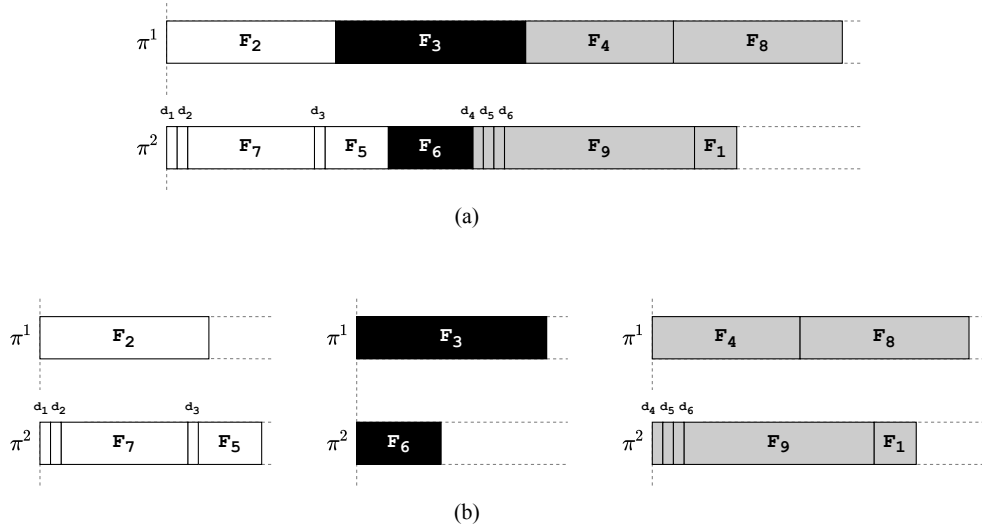 π¹ F₂ F₃ F₄ F₈
d₁ d₂ d₃ d₄ d₅ d₆
π² F₇ F₅ F₆ F₉ F₁
(a)
π¹ F₂ π¹ F₃ π¹ F₄ F₈
d₁ d₂ d₃ d₄ d₅ d₆
π² F₇ F₅ π² F₆ π² F₉ F₁
(b)